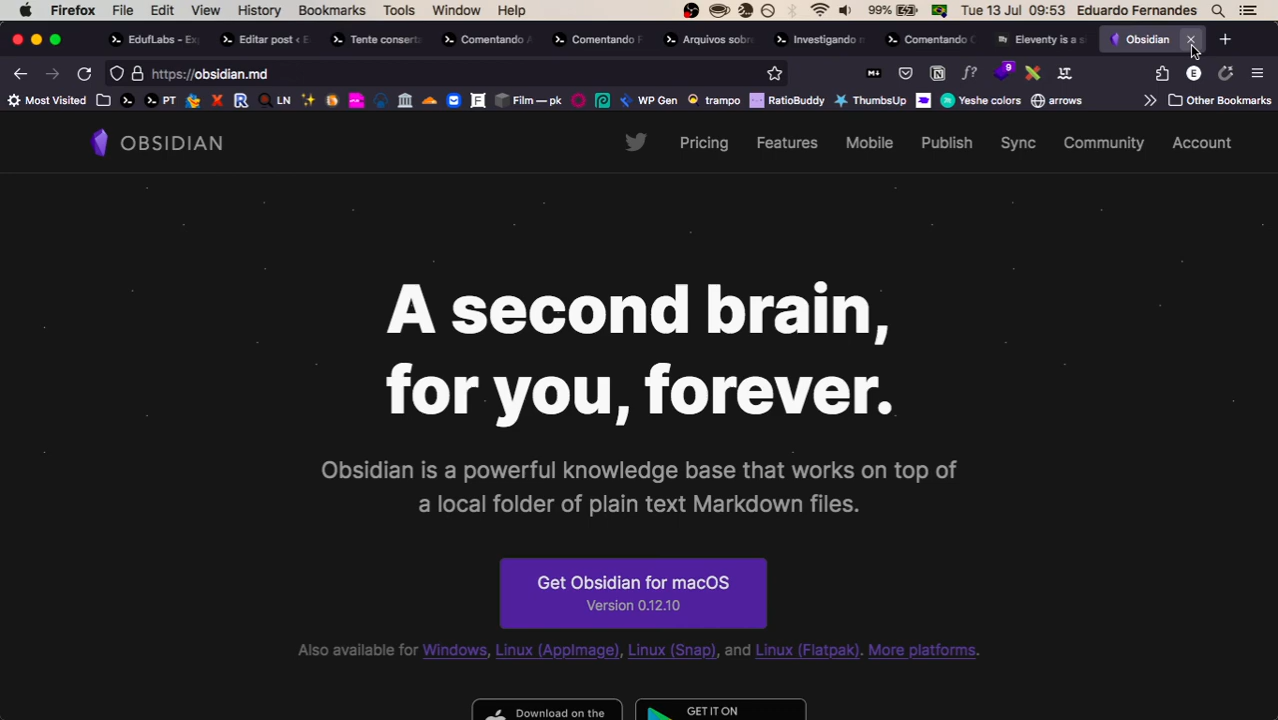 Firefox File Edit View History Bookmarks Tools Window Help 99% Tue 13 Jul 09:53 Eduardo Fernandes
EdufLabs - Ex Editar post ‹ E Tente conserta Comentando A Comentando F Arquivos sobre Investigando n Comentando C Eleventy is a si Obsidian
https://obsidian.md
Most Visited PT LN Film — pk WP Gen trampo RatioBuddy ThumbsUp Yeshe colors arrows Other Bookmarks
OBSIDIAN Pricing Features Mobile Publish Sync Community Account
A second brain,
for you, forever.
Obsidian is a powerful knowledge base that works on top of
a local folder of plain text Markdown files.
Get Obsidian for macOS
Version 0.12.10
Also available for Windows, Linux (AppImage), Linux (Snap), and Linux (Flatpak). More platforms.
Download on the GET IT ON